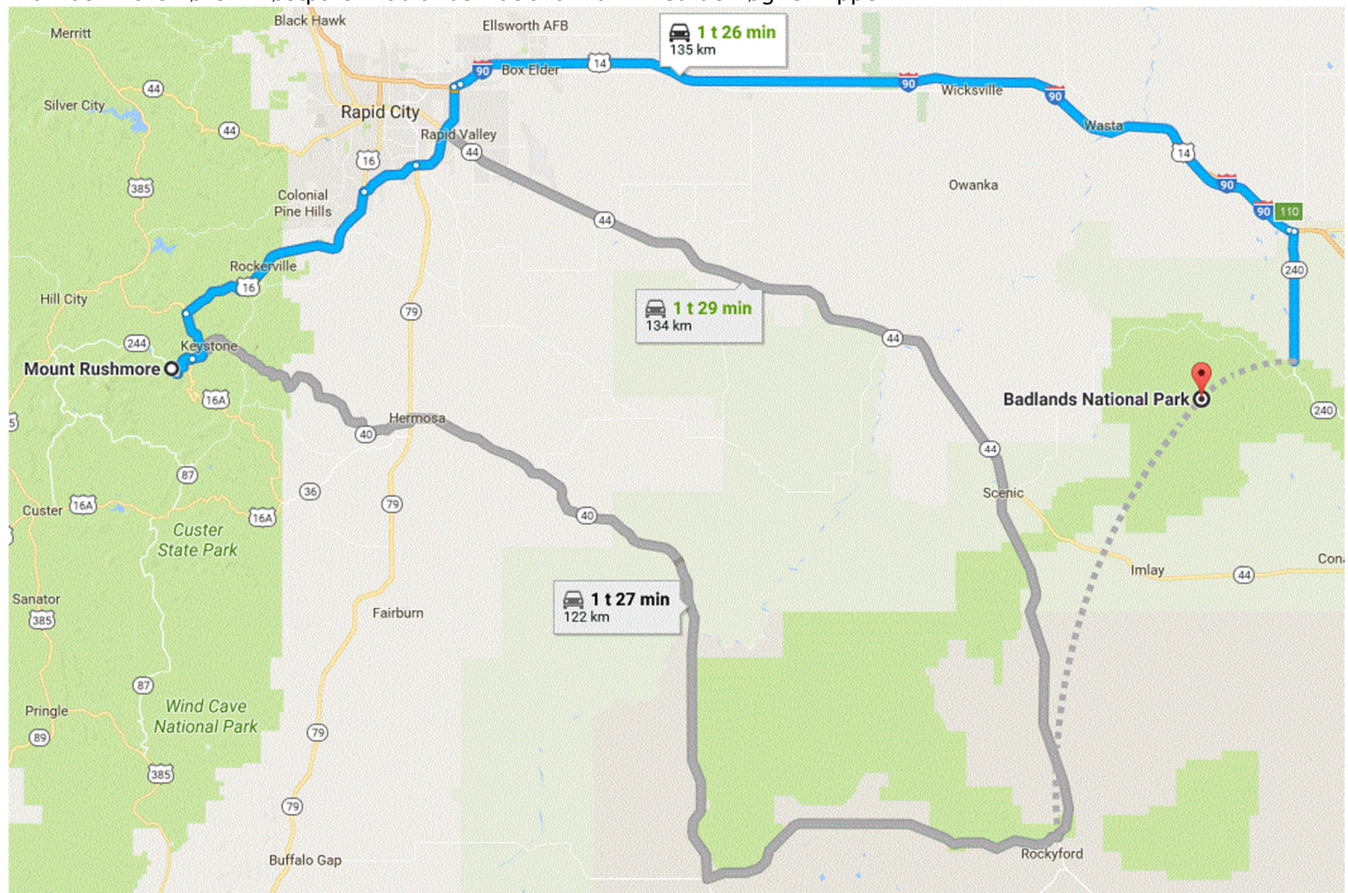 Black Hawk
Ellsworth AFB
Merritt
1 t 26 min
135 km
90
Box Elder
14
44
Silver City
Rapid City
90
Wicksville
90
44
Rapid Valley
44
Wasta
16
14
385
Owanka
90
Colonial
Pine Hills
44
90
110
Rockerville
240
16
Hill City
1 t 29 min
134 km
79
44
244
Keystone
Mount Rushmore
16A
Badlands National Park
240
Hermosa
40
44
87
36
Scenic
16A
79
Custer
40
16A
Custer
State Park
Con
Imlay
44
1 t 27 min
122 km
Sanator
385
Fairburn
87
Pringle
Wind Cave
National Park
89
79
385
79
Rockyford
Buffalo Gap